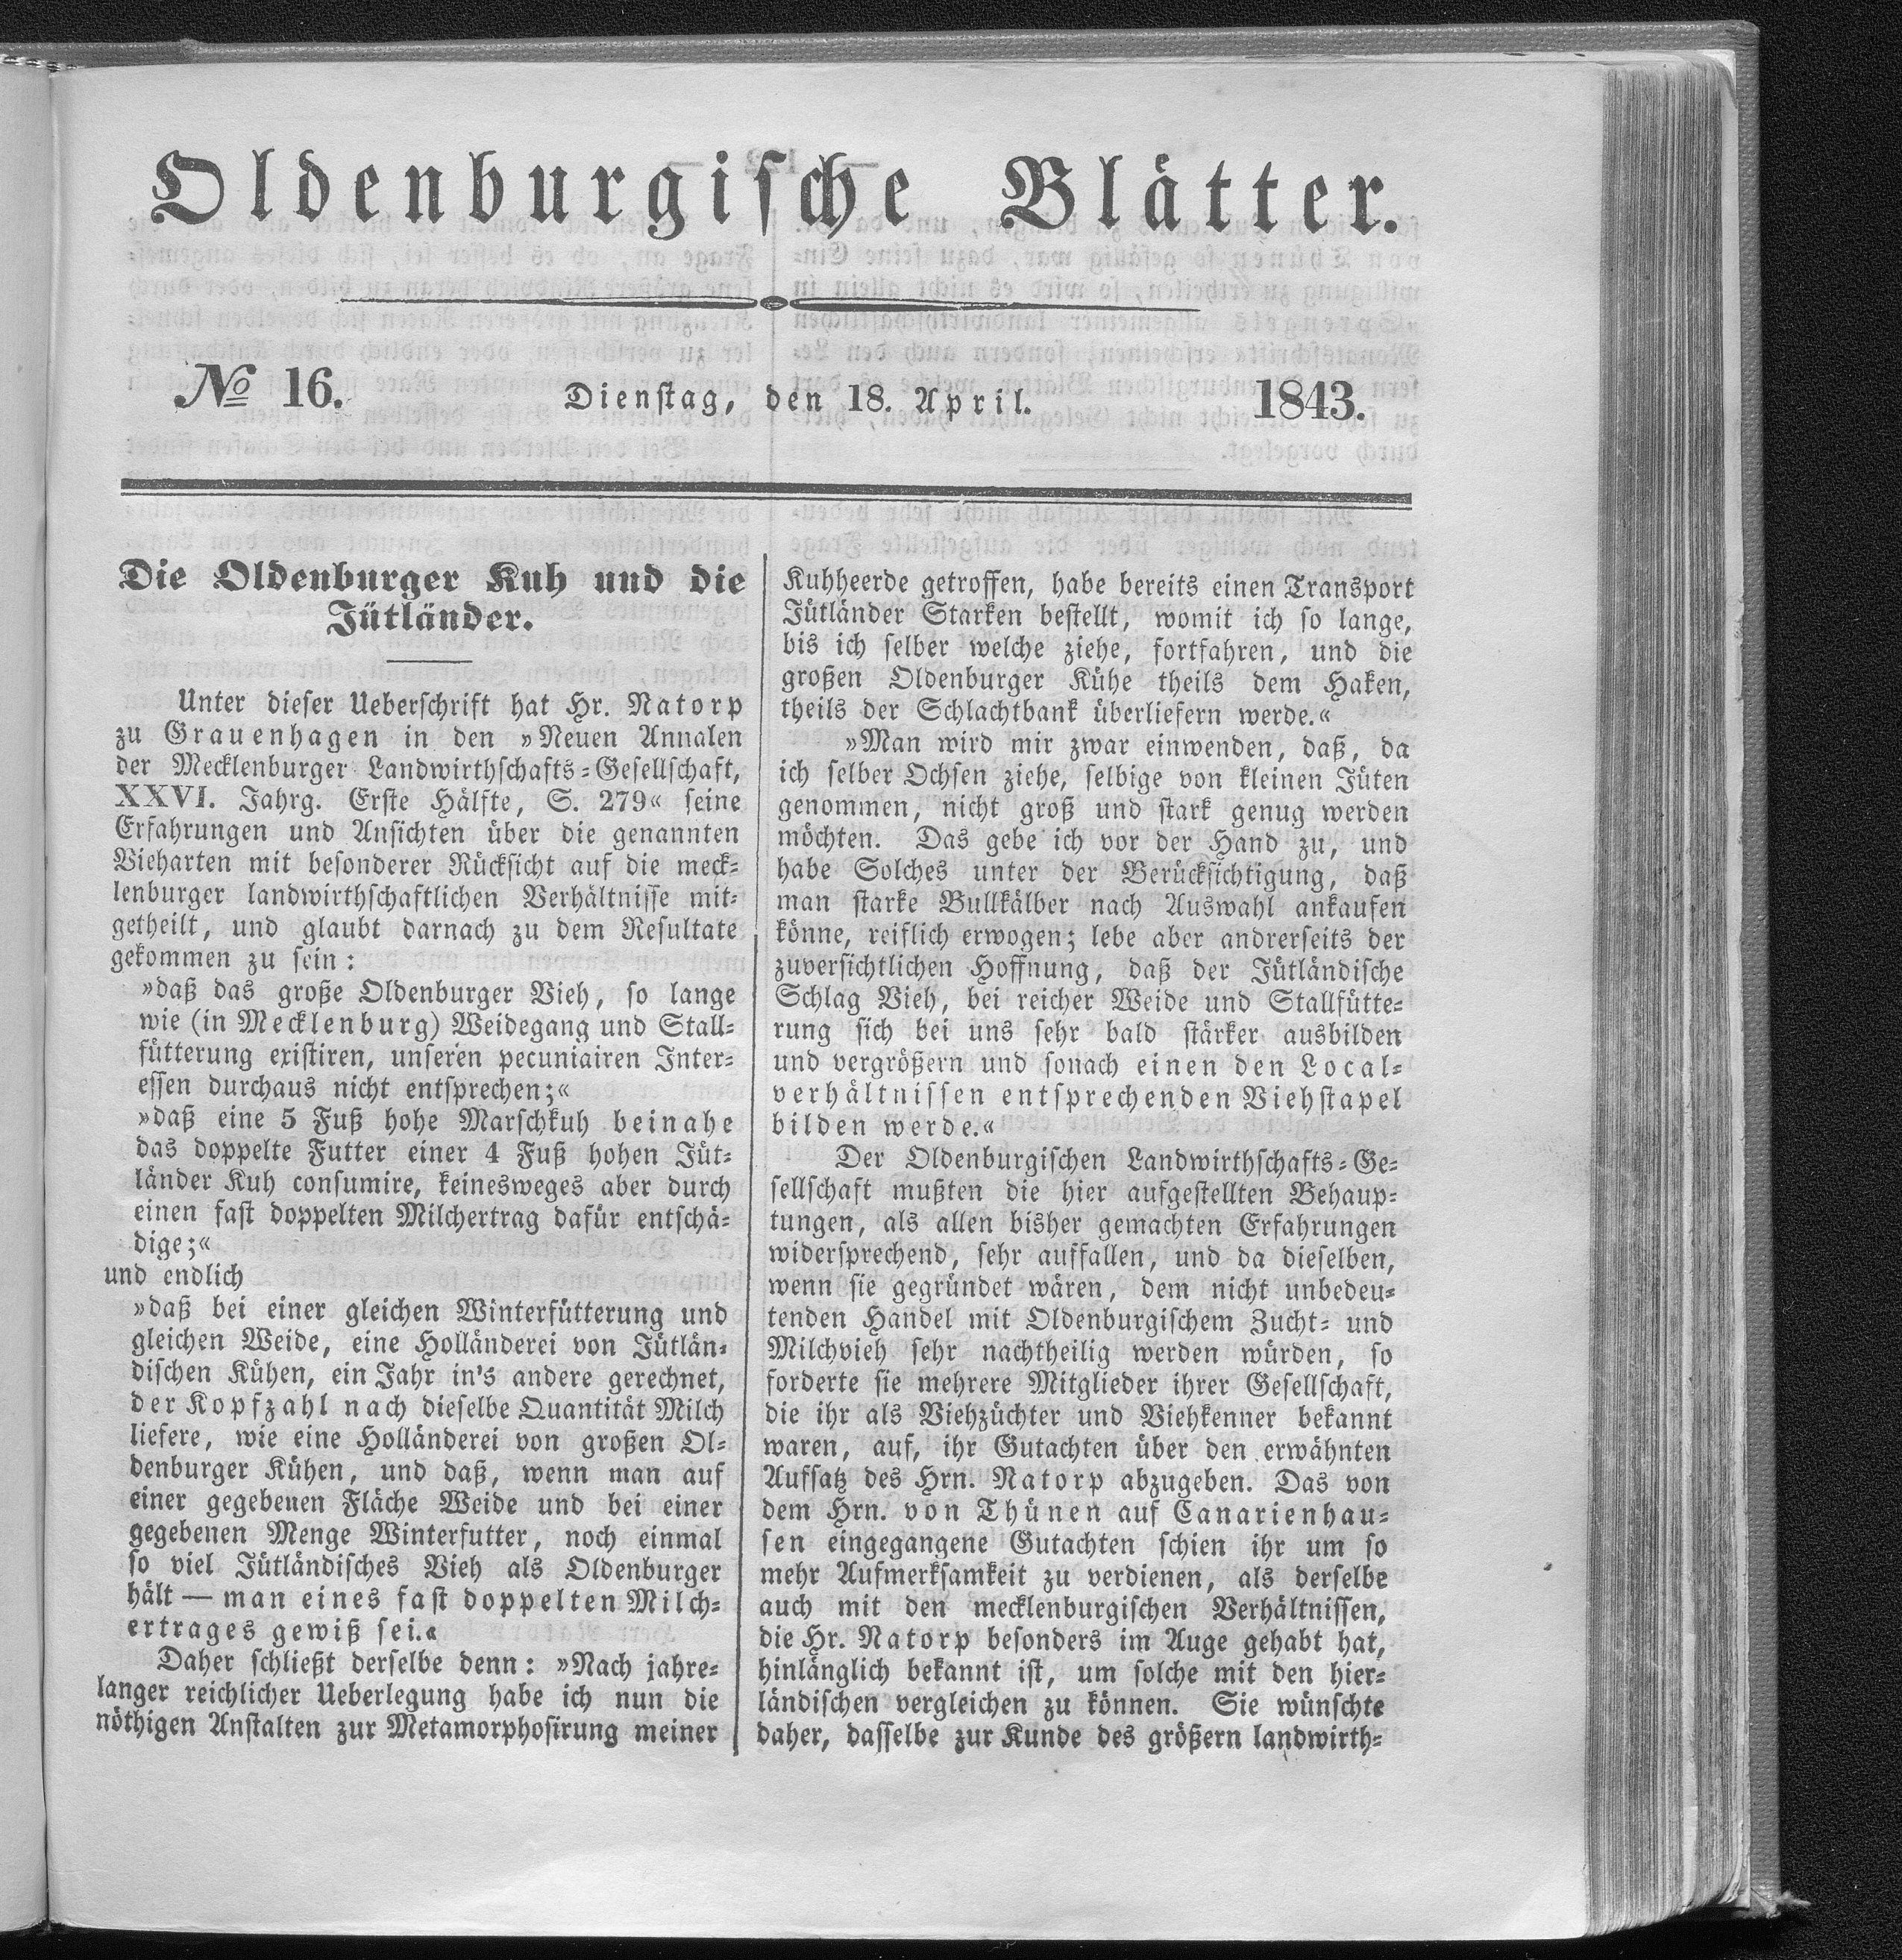 Oldenburgische Blätter.
No 16. Dienstag, den 18. April. 1843.
Die Oldenburger Kuh und die
Jütländer.
Unter dieser Ueberschrift hat Hr. Natorp
zu Grauenhagen in den »Neuen Annalen
der Mecklenburger Landwirthschafts=Gesellschaft,
XXVI. Jahrg. Erste Hälfte, S. 279« seine
Erfahrungen und Ansichten über die genannten
Vieharten mit besonderer Rücksicht auf die meck=
lenburger landwirthschaftlichen Verhältnisse mit=
getheilt, und glaubt darnach zu dem Resultate
gekommen zu sein:
»daß das große Oldenburger Vieh, so lange
wie (in Mecklenburg) Weidegang und Stall=
fütterung existiren, unseren pecuniairen Inter=
essen durchaus nicht entsprechen;«
»daß eine 5 Fuß hohe Marschkuh beinahe
das doppelte Futter einer 4 Fuß hohen Jüt=
länder Kuh consumire, keinesweges aber durch
einen fast doppelten Milchertrag dafür entschä=
dige;«
und endlich
»daß bei einer gleichen Winterfütterung und
gleichen Weide, eine Holländerei von Jütlän=
dischen Kühen, ein Jahr in's andere gerechnet,
der Kopfzahl nach dieselbe Quantität Milch
liefere, wie eine Holländerei von großen Ol=
denburger Kühen, und daß, wenn man auf
einer gegebenen Fläche Weide und bei einer
gegebenen Menge Winterfutter, noch einmal
so viel Jütländisches Vieh als Oldenburger
hält — man eines fast doppelten Milch=
ertrages gewiß sei.«
Daher schließt derselbe denn: »Nach jahre=
langer reichlicher Ueberlegung habe ich nun die
nöthigen Anstalten zur Metamorphosirung meiner
Kuhheerde getroffen, habe bereits einen Transport
Jütländer Starken bestellt, womit ich so lange,
bis ich selber welche ziehe, fortfahren, und die
großen Oldenburger Kühe theils dem Haken,
theils der Schlachtbank überliefern werde.«
»Man wird mir zwar einwenden, daß, da
ich selber Ochsen ziehe, selbige von kleinen Jüten
genommen, nicht groß und stark genug werden
möchten. Das gebe ich vor der Hand zu, und
habe Solches unter der Berücksichtigung, daß
man starke Bullkälber nach Auswahl ankaufen
könne, reiflich erwogen; lebe aber andrerseits der
zuversichtlichen Hoffnung, daß der Jütländische
Schlag Vieh, bei reicher Weide und Stallfütte=
rung sich bei uns sehr bald stärker ausbilden
und vergrößern und sonach einen den Local=
verhältnissen entsprechenden Viehstapel
bilden werde.«
Der Oldenburgischen Landwirthschafts=Ge=
sellschaft mußten die hier aufgestellten Behaup=
tungen, als allen bisher gemachten Erfahrungen
widersprechend, sehr auffallen, und da dieselben,
wenn sie gegründet wären, dem nicht unbedeu=
tenden Handel mit Oldenburgischem Zucht= und
Milchvieh sehr nachtheilig werden würden, so
forderte sie mehrere Mitglieder ihrer Gesellschaft,
die ihr als Viehzüchter und Viehkenner bekannt
waren, auf, ihr Gutachten über den erwähnten
Aufsatz des Hrn. Natorp abzugeben. Das von
dem Hrn. von Thünen auf Canarienhau=
sen eingegangene Gutachten schien ihr um so
mehr Aufmerksamkeit zu verdienen, als derselbe
auch mit den mecklenburgischen Verhältnissen,
die Hr. Natorp besonders im Auge gehabt hat,
hinlänglich bekannt ist, um solche mit den hier=
ländischen vergleichen zu können. Sie wünschte
daher, dasselbe zur Kunde des größern landwirth=